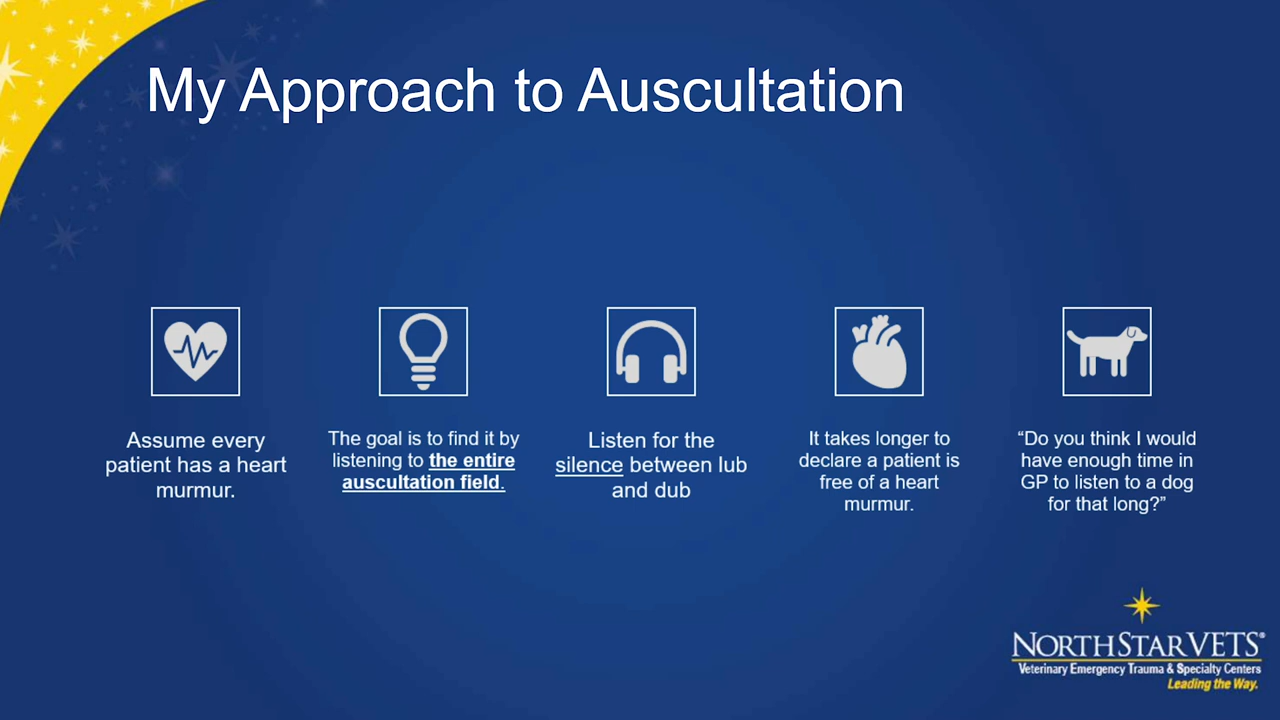 My Approach to Auscultation
Assume every
patient has a heart
murmur.
The goal is to find it by
listening to the entire
auscultation field.
Listen for the
silence between lub
and dub
It takes longer to
declare a patient is
free of a heart
murmur.
“Do you think I would
have enough time in
GP to listen to a dog
for that long?”
NORTHSTAR VETS®
Veterinary Emergency Trauma & Specialty Centers
Leading the Way.